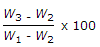 W₃ - W₂
W₁ - W₂ x 100